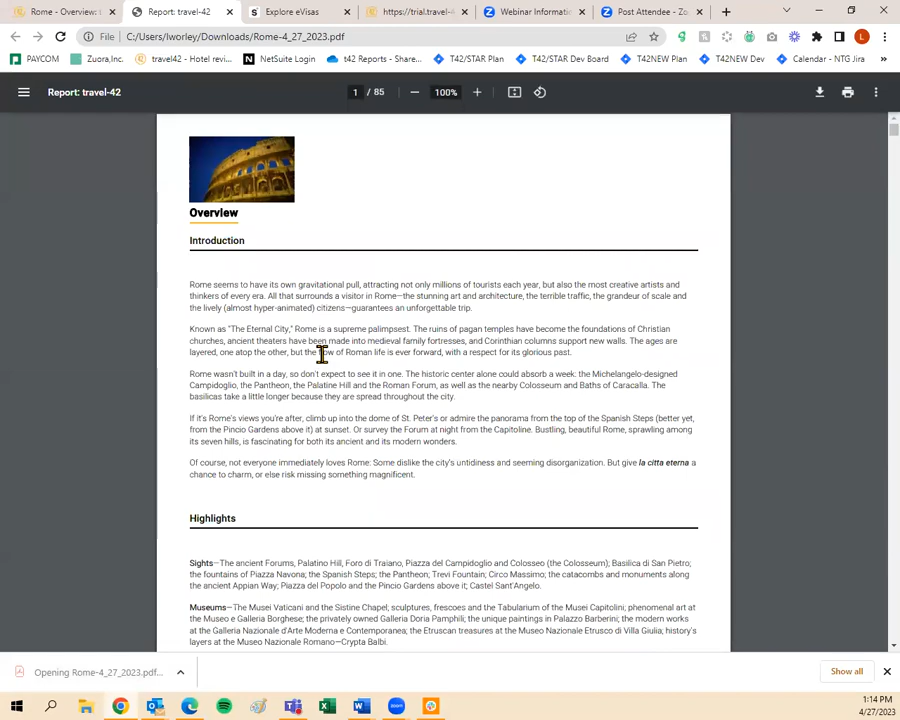 Rome - Overview:
Report: travel-42
Explore eVisas
https://trial.travel-4
Webinar Informati
Post Attendee - Zo
File
C:/Users/lworley/Downloads/Rome-4_27_2023.pdf
L
PAYCOM
Zuora,Inc.
travel42 - Hotel revi...
NetSuite Login
t42 Reports - Share...
T42/STAR Plan
T42/STAR Dev Board
T42NEW Plan
T42NEW Dev
Calendar - NTG Jira
»
Report: travel-42
1 / 85
100%
Overview
Introduction
Rome seems to have its own gravitational pull, attracting not only millions of tourists each year, but also the most creative artists and
thinkers of every era. All that surrounds a visitor in Rome—the stunning art and architecture, the terrible traffic, the grandeur of scale and
the lively (almost hyper-animated) citizens—guarantees an unforgettable trip.
Known as "The Eternal City," Rome is a supreme palimpsest. The ruins of pagan temples have become the foundations of Christian
churches, ancient theaters have been made into medieval family fortresses, and Corinthian columns support new walls. The ages are
layered, one atop the other, but the flow of Roman life is ever forward, with a respect for its glorious past.
Rome wasn't built in a day, so don't expect to see it in one. The historic center alone could absorb a week: the Michelangelo-designed
Campidoglio, the Pantheon, the Palatine Hill and the Roman Forum, as well as the nearby Colosseum and Baths of Caracalla. The
basilicas take a little longer because they are spread throughout the city.
If it's Rome's views you're after, climb up into the dome of St. Peter's or admire the panorama from the top of the Spanish Steps (better yet,
from the Pincio Gardens above it) at sunset. Or survey the Forum at night from the Capitoline. Bustling, beautiful Rome, sprawling among
its seven hills, is fascinating for both its ancient and its modern wonders.
Of course, not everyone immediately loves Rome: Some dislike the city's untidiness and seeming disorganization. But give la citta eterna a
chance to charm, or else risk missing something magnificent.
Highlights
Sights—The ancient Forums, Palatino Hill, Foro di Traiano, Piazza del Campidoglio and Colosseo (the Colosseum); Basilica di San Pietro;
the fountains of Piazza Navona; the Spanish Steps; the Pantheon; Trevi Fountain; Circo Massimo; the catacombs and monuments along
the ancient Appian Way; Piazza del Popolo and the Pincio Gardens above it; Castel Sant'Angelo.
Museums—The Musei Vaticani and the Sistine Chapel; sculptures, frescoes and the Tabularium of the Musei Capitolini; phenomenal art at
the Museo e Galleria Borghese; the privately owned Galleria Doria Pamphili; the unique paintings in Palazzo Barberini; the modern works
at the Galleria Nazionale d'Arte Moderna e Contemporanea; the Etruscan treasures at the Museo Nazionale Etrusco di Villa Giulia; history's
layers at the Museo Nazionale Romano—Crypta Balbi.
Opening Rome-4_27_2023.pdf...
Show all
zoom
1:14 PM
4/27/2023